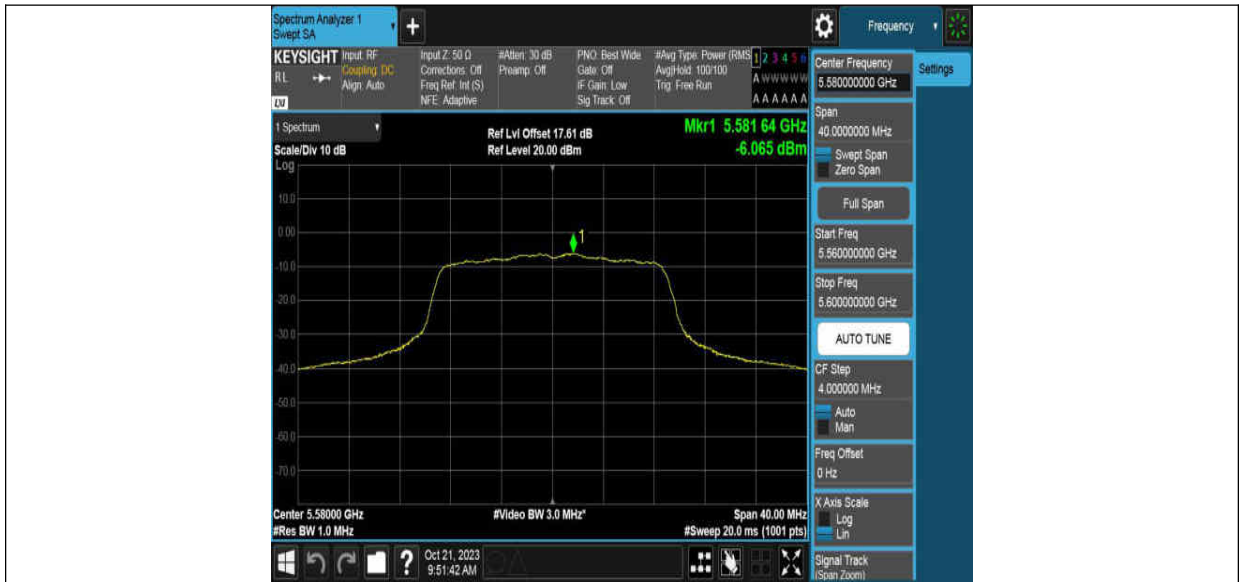 Spectrum Analyzer 1
Swept SA
+
Frequency
KEYSIGHT
RL
Input: RF
Coupling: DC
Align: Auto
Input Z: 50 Ω
Corrections: Off
Freq Ref: Int (S)
NFE: Adaptive
#Atten: 30 dB
Preamp: Off
PNO: Best Wide
Gate: Off
IF Gain: Low
Sig Track: Off
#Avg Type: Power (RMS
Avg|Hold: 100/100
Trig: Free Run
1 2 3 4 5 6
A W W W W W
A A A A A A
1 Spectrum
Scale/Div 10 dB
Ref Lvl Offset 17.61 dB
Ref Level 20.00 dBm
Mkr1 5.581 64 GHz
-6.065 dBm
Log
10.0
0.00
-10.0
-20.0
-30.0
-40.0
-50.0
-60.0
-70.0
1
Center 5.58000 GHz
#Res BW 1.0 MHz
#Video BW 3.0 MHz*
Span 40.00 MHz
#Sweep 20.0 ms (1001 pts)
?
Oct 21, 2023
9:51:42 AM
Center Frequency
5.580000000 GHz
Span
40.0000000 MHz
Swept Span
Zero Span
Full Span
Start Freq
5.560000000 GHz
Stop Freq
5.600000000 GHz
AUTO TUNE
CF Step
4.000000 MHz
Auto
Man
Freq Offset
0 Hz
X Axis Scale
Log
Lin
Signal Track
(Span Zoom)
Settings